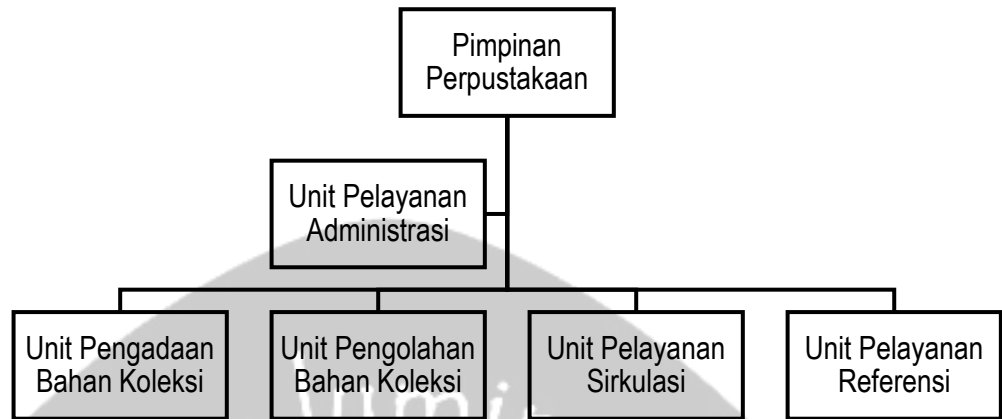 Pimpinan
Perpustakaan
Unit Pelayanan
Administrasi
Unit Pengadaan
Bahan Koleksi
Unit Pengolahan
Bahan Koleksi
Unit Pelayanan
Sirkulasi
Unit Pelayanan
Referensi